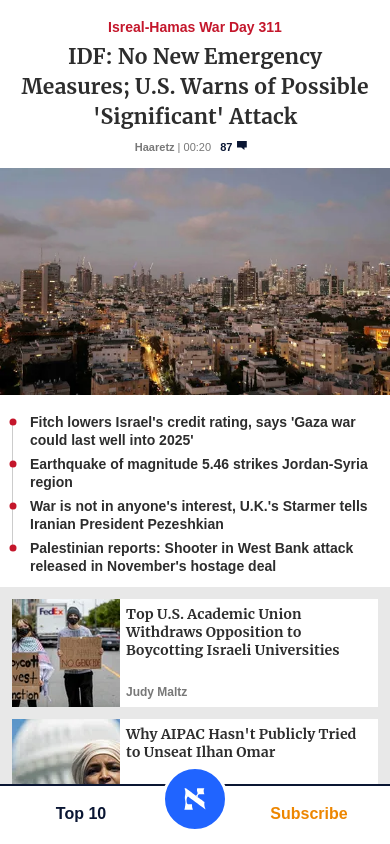 Isreal-Hamas War Day 311
IDF: No New Emergency
Measures; U.S. Warns of Possible
'Significant' Attack
Haaretz | 00:20 87
Fitch lowers Israel's credit rating, says 'Gaza war
could last well into 2025'
Earthquake of magnitude 5.46 strikes Jordan-Syria
region
War is not in anyone's interest, U.K.'s Starmer tells
Iranian President Pezeshkian
Palestinian reports: Shooter in West Bank attack
released in November's hostage deal
FedEx
Top U.S. Academic Union
Withdraws Opposition to
Boycotting Israeli Universities
NO GENOCIDE
Judy Maltz
Why AIPAC Hasn't Publicly Tried
to Unseat Ilhan Omar
Top 10
Subscribe